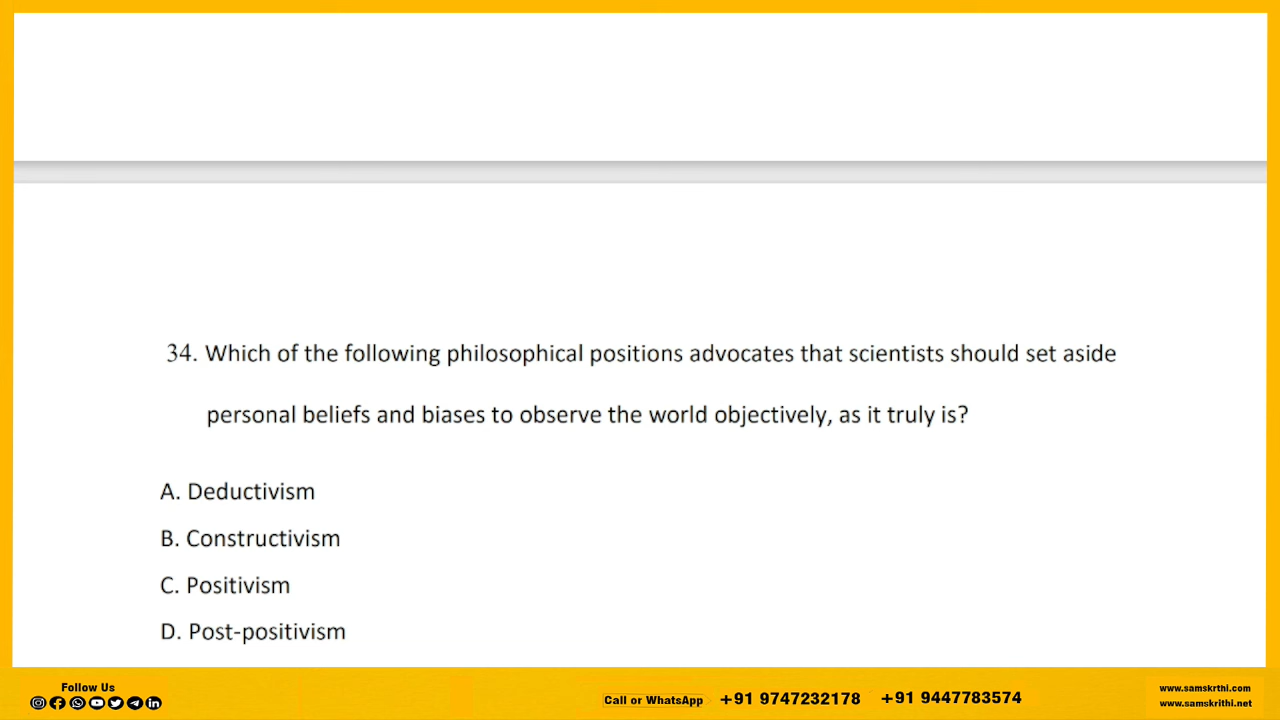 34. Which of the following philosophical positions advocates that scientists should set aside
personal beliefs and biases to observe the world objectively, as it truly is?
A. Deductivism
B. Constructivism
C. Positivism
D. Post-positivism
Follow Us
Call or WhatsApp +91 9747232178 +91 9447783574
www.samskrthi.com
www.samskrithi.net